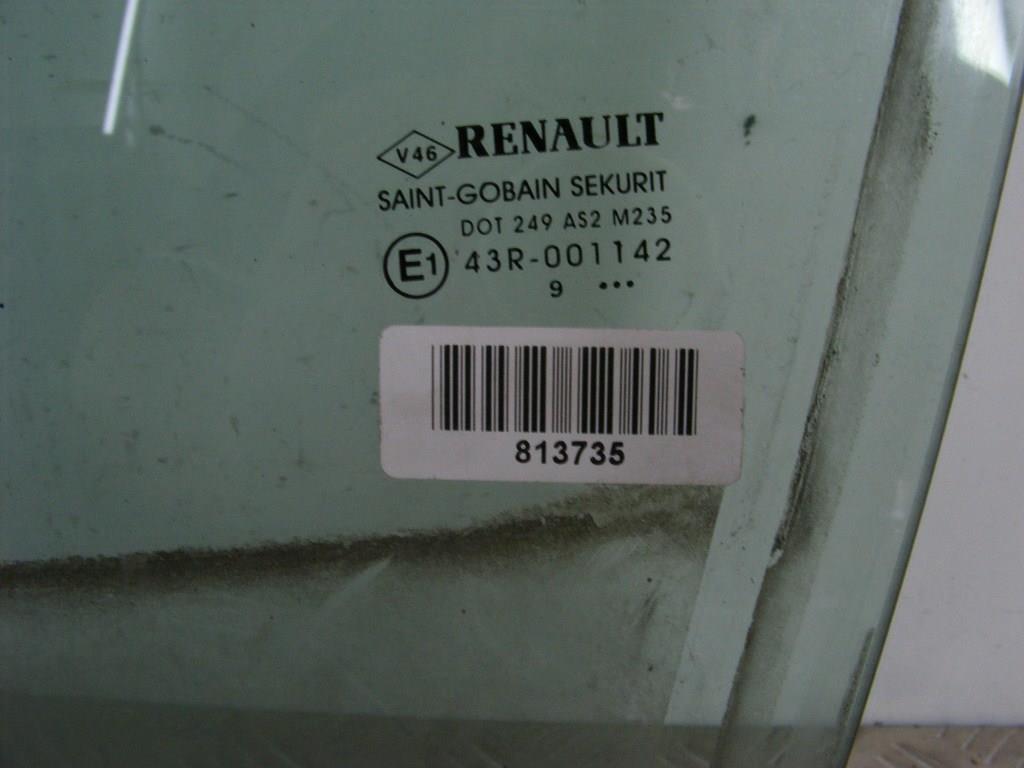 V46 RENAULT
SAINT-GOBAIN SEKURIT
DOT 249 AS2 M235
E1 43R-001142
9 •••
813735